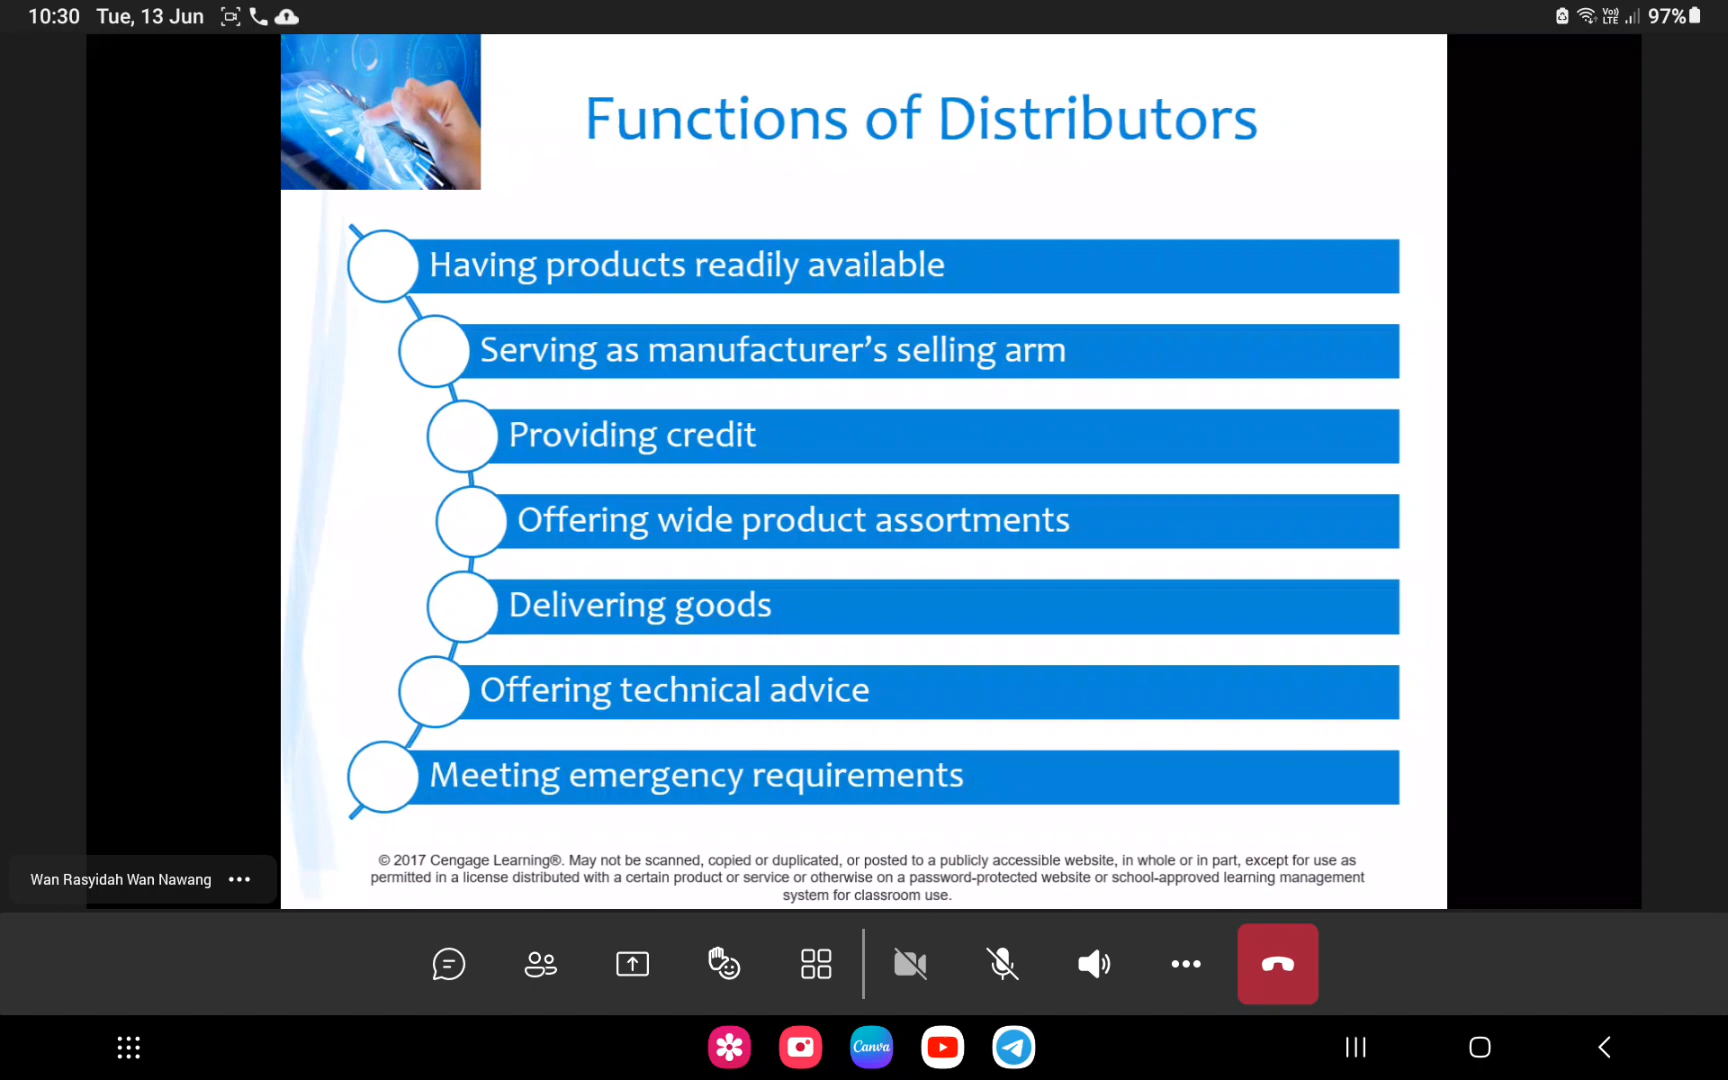 10:30 Tue, 13 Jun
Vo)) LTE 97%
Functions of Distributors
Having products readily available
Serving as manufacturer's selling arm
Providing credit
Offering wide product assortments
Delivering goods
Offering technical advice
Meeting emergency requirements
© 2017 Cengage Learning®. May not be scanned, copied or duplicated, or posted to a publicly accessible website, in whole or in part, except for use as
permitted in a license distributed with a certain product or service or otherwise on a password-protected website or school-approved learning management
system for classroom use.
Wan Rasyidah Wan Nawang
Canva